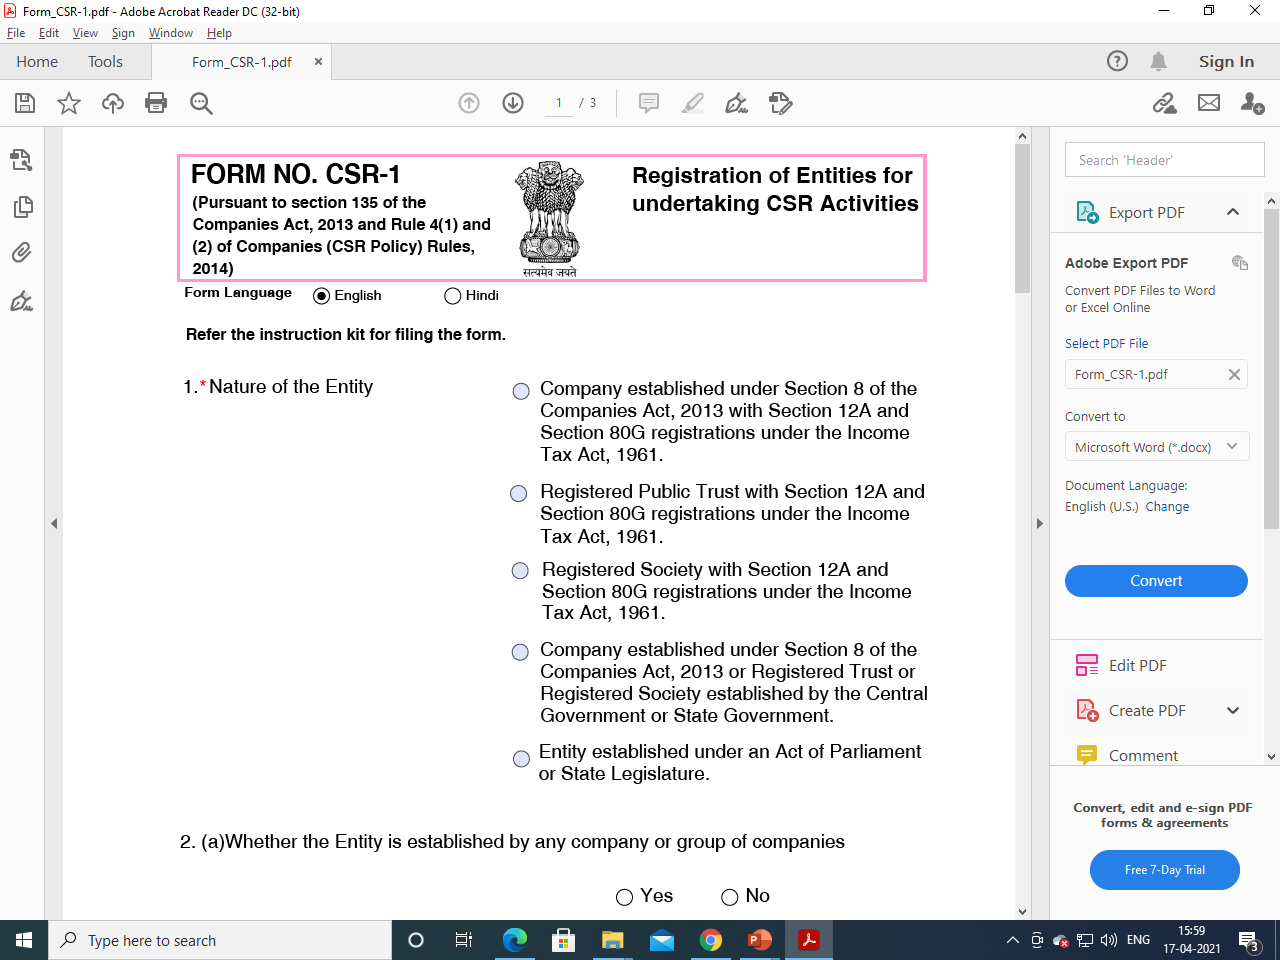 Form_CSR-1.pdf - Adobe Acrobat Reader DC (32-bit)
File Edit View Sign Window Help
Home Tools Form_CSR-1.pdf × Sign In
1 / 3
FORM NO. CSR-1
(Pursuant to section 135 of the
Companies Act, 2013 and Rule 4(1) and
(2) of Companies (CSR Policy) Rules,
2014)
सत्यमेव जयते
Registration of Entities for
undertaking CSR Activities
Form Language English Hindi
Refer the instruction kit for filing the form.
1.* Nature of the Entity
Company established under Section 8 of the
Companies Act, 2013 with Section 12A and
Section 80G registrations under the Income
Tax Act, 1961.
Registered Public Trust with Section 12A and
Section 80G registrations under the Income
Tax Act, 1961.
Registered Society with Section 12A and
Section 80G registrations under the Income
Tax Act, 1961.
Company established under Section 8 of the
Companies Act, 2013 or Registered Trust or
Registered Society established by the Central
Government or State Government.
Entity established under an Act of Parliament
or State Legislature.
2. (a)Whether the Entity is established by any company or group of companies
Yes No
Search 'Header'
Export PDF
Adobe Export PDF
Convert PDF Files to Word
or Excel Online
Select PDF File
Form_CSR-1.pdf
Convert to
Microsoft Word (*.docx)
Document Language:
English (U.S.) Change
Convert
Edit PDF
Create PDF
Comment
Convert, edit and e-sign PDF
forms & agreements
Free 7-Day Trial
Type here to search
ENG
15:59
17-04-2021
3